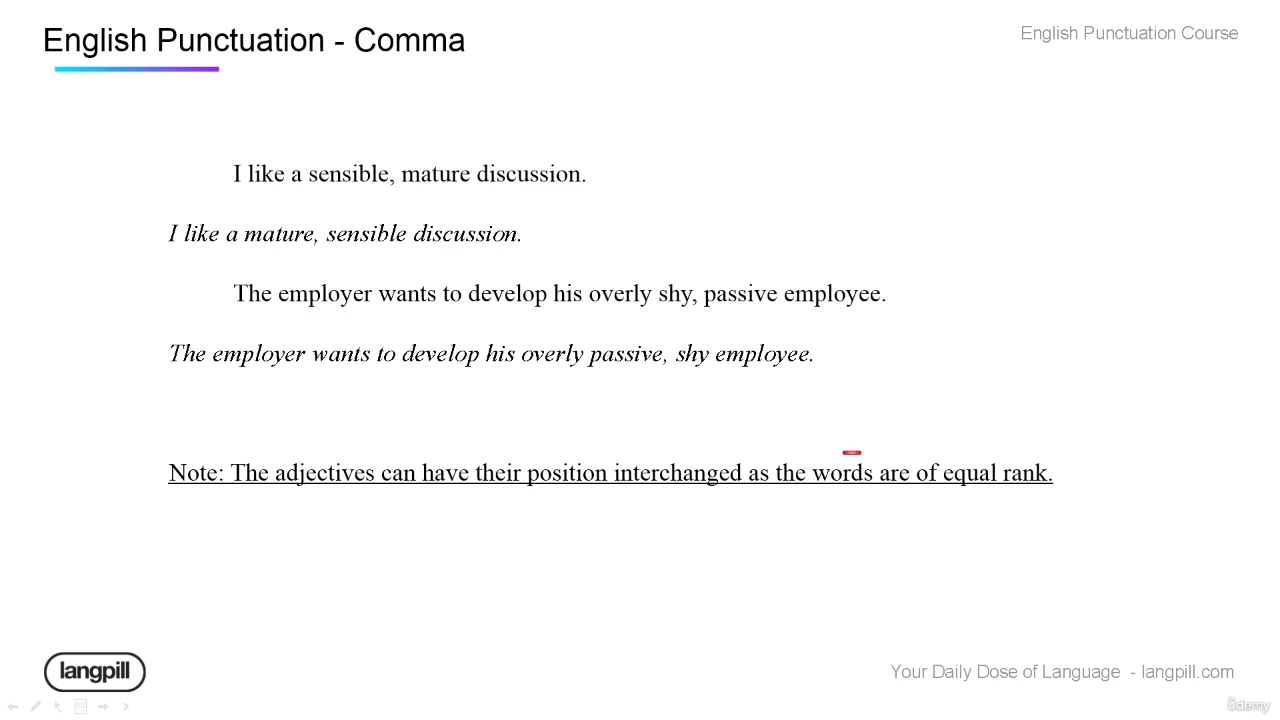 English Punctuation - Comma
English Punctuation Course
I like a sensible, mature discussion.
I like a mature, sensible discussion.
The employer wants to develop his overly shy, passive employee.
The employer wants to develop his overly passive, shy employee.
Note: The adjectives can have their position interchanged as the words are of equal rank.
langpill
Your Daily Dose of Language - langpill.com
ûdemy